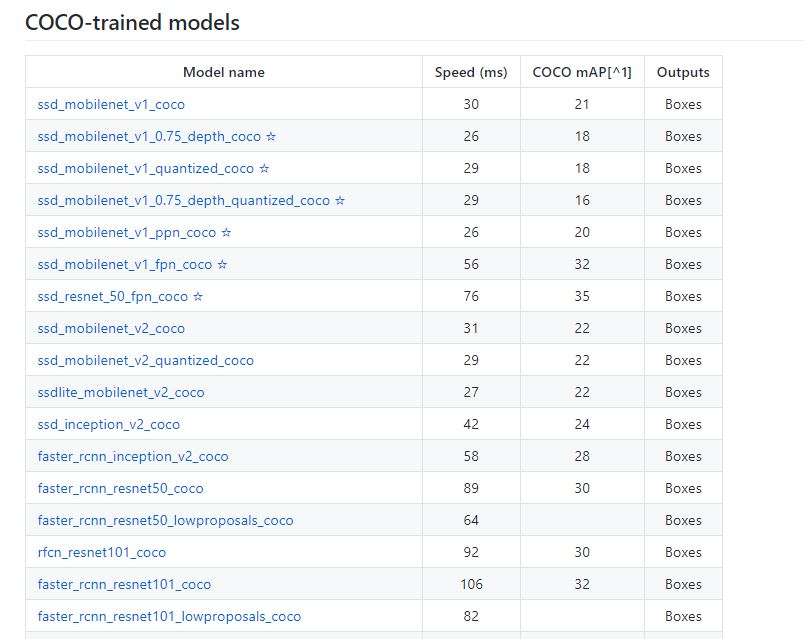 COCO-trained models
Model name Speed (ms) COCO mAP[^1] Outputs
ssd_mobilenet_v1_coco 30 21 Boxes
ssd_mobilenet_v1_0.75_depth_coco ☆ 26 18 Boxes
ssd_mobilenet_v1_quantized_coco ☆ 29 18 Boxes
ssd_mobilenet_v1_0.75_depth_quantized_coco ☆ 29 16 Boxes
ssd_mobilenet_v1_ppn_coco ☆ 26 20 Boxes
ssd_mobilenet_v1_fpn_coco ☆ 56 32 Boxes
ssd_resnet_50_fpn_coco ☆ 76 35 Boxes
ssd_mobilenet_v2_coco 31 22 Boxes
ssd_mobilenet_v2_quantized_coco 29 22 Boxes
ssdlite_mobilenet_v2_coco 27 22 Boxes
ssd_inception_v2_coco 42 24 Boxes
faster_rcnn_inception_v2_coco 58 28 Boxes
faster_rcnn_resnet50_coco 89 30 Boxes
faster_rcnn_resnet50_lowproposals_coco 64 Boxes
rfcn_resnet101_coco 92 30 Boxes
faster_rcnn_resnet101_coco 106 32 Boxes
faster_rcnn_resnet101_lowproposals_coco 82 Boxes